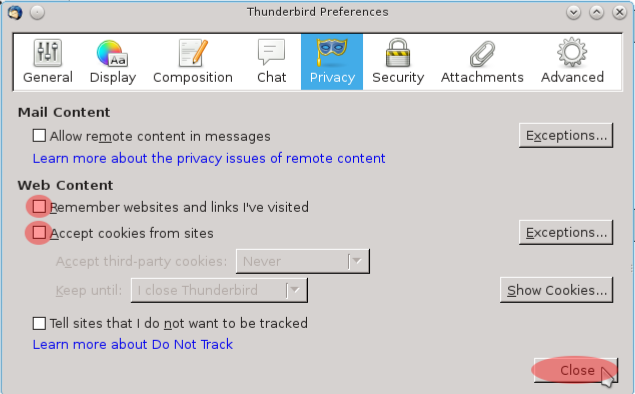 Thunderbird Preferences
General Display Composition Chat Privacy Security Attachments Advanced
Mail Content
Allow remote content in messages Exceptions...
Learn more about the privacy issues of remote content
Web Content
Remember websites and links I've visited
Accept cookies from sites Exceptions...
Accept third-party cookies: Never
Keep until: I close Thunderbird Show Cookies...
Tell sites that I do not want to be tracked
Learn more about Do Not Track
Close